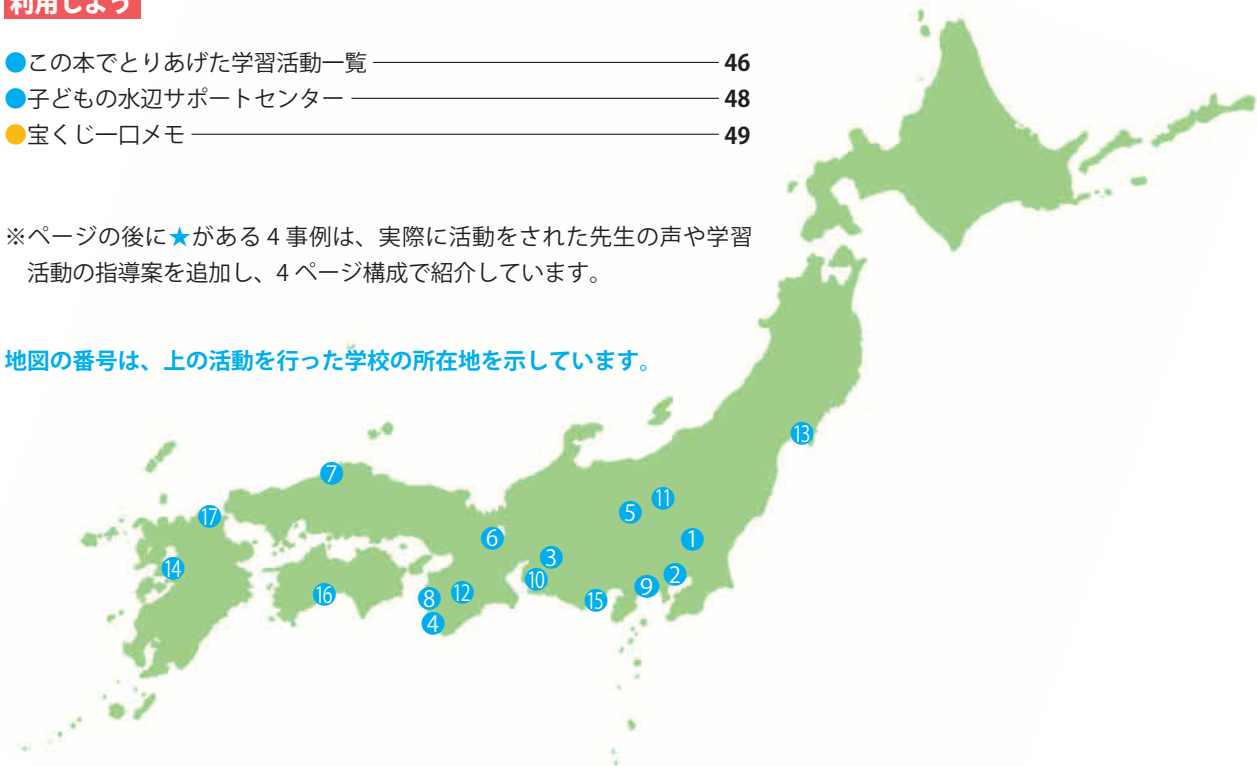 利用しよう
●この本でとりあげた学習活動一覧 46
●子どもの水辺サポートセンター 48
●宝くじ一口メモ 49
※ページの後に★がある4事例は、実際に活動をされた先生の声や学習
活動の指導案を追加し、4ページ構成で紹介しています。
地図の番号は、上の活動を行った学校の所在地を示しています。
⑬
⑦
⑪
⑰
⑤
⑥
①
③
⑭
②
⑩
⑨
⑯
⑧
⑫
⑮
④